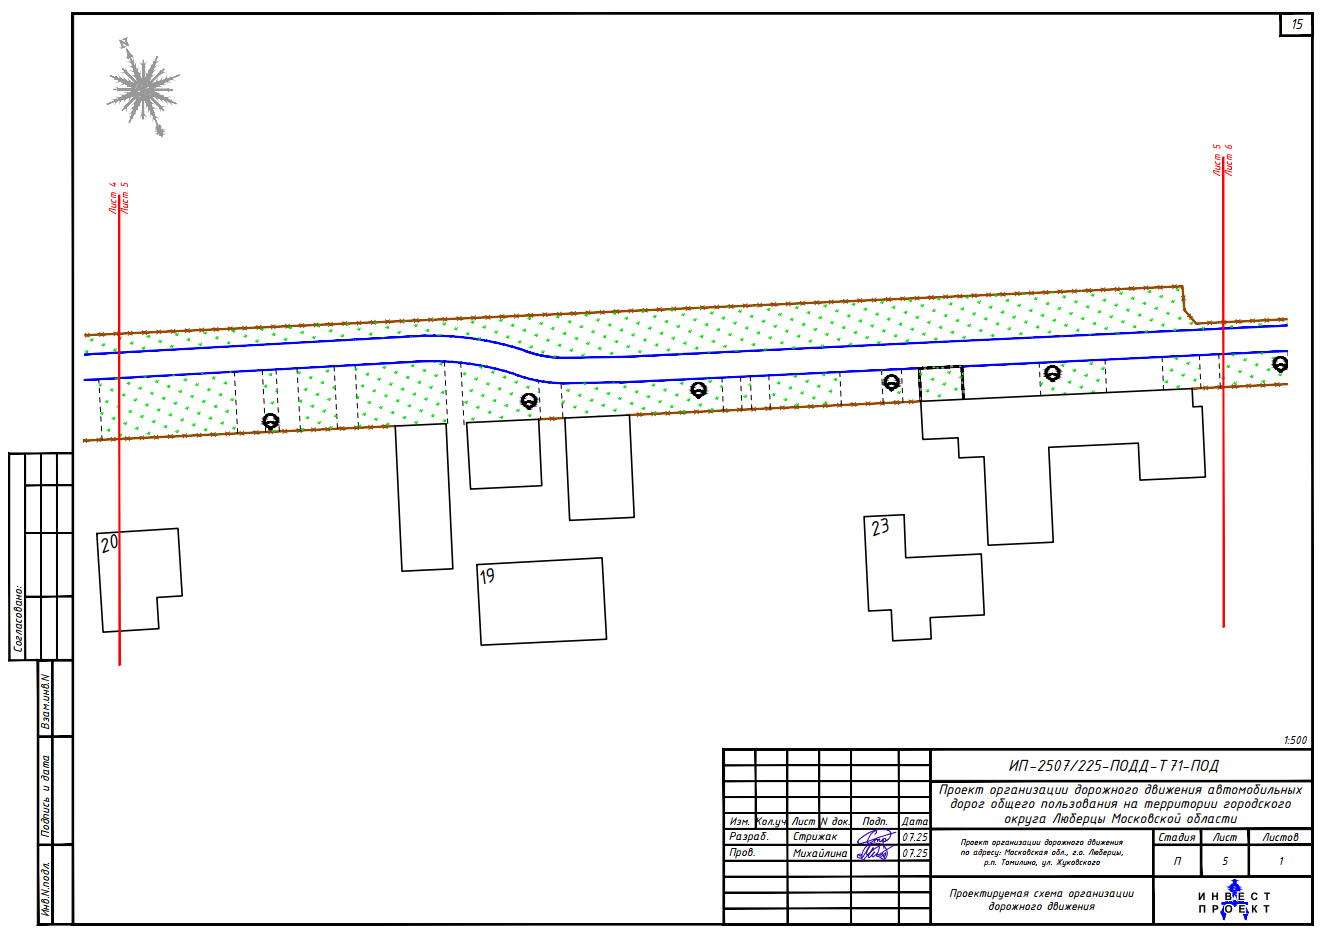 15
Лист 4
Лист 5
Лист 5
Лист 6
20
19
23
Согласовано:
Взам.инв.N
Подпись и дата
Инв.N.подл.
1:500
ИП-2507/225-ПОДД-Т71-ПОД
Проект организации дорожного движения автомобильных
дорог общего пользования на территории городского
округа Люберцы Московской области
Изм. Кол.уч Лист N док. Подп. Дата
Разраб. Стрижак 07.25
Пров. Михайлина 07.25
Проект организации дорожного движения
по адресу: Московская обл., г.о. Люберцы,
р.п. Томилино, ул. Жуковского
Стадия Лист Листов
П 5 1
Проектируемая схема организации
дорожного движения
ИНВЕСТ
ПРОЕКТ